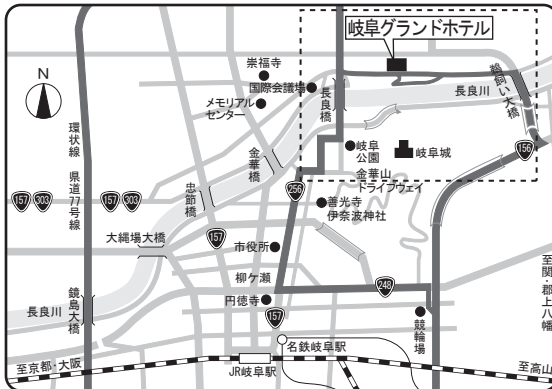 岐阜グランドホテル
N
崇福寺
国際会議場
メモリアル
センター
長良橋
鵜飼い大橋
長良川
環状線 県道77号線
金華橋
岐阜
公園
岐阜城
156
金華山
ドライブウェイ
忠節橋
157
303
157
303
256
善光寺
伊奈波神社
大縄場大橋
157
市役所
柳ケ瀬
248
至関・郡上八幡
鏡島大橋
長良川
円徳寺
157
競輪場
名鉄岐阜駅
至京都・大阪
JR岐阜駅
至高山